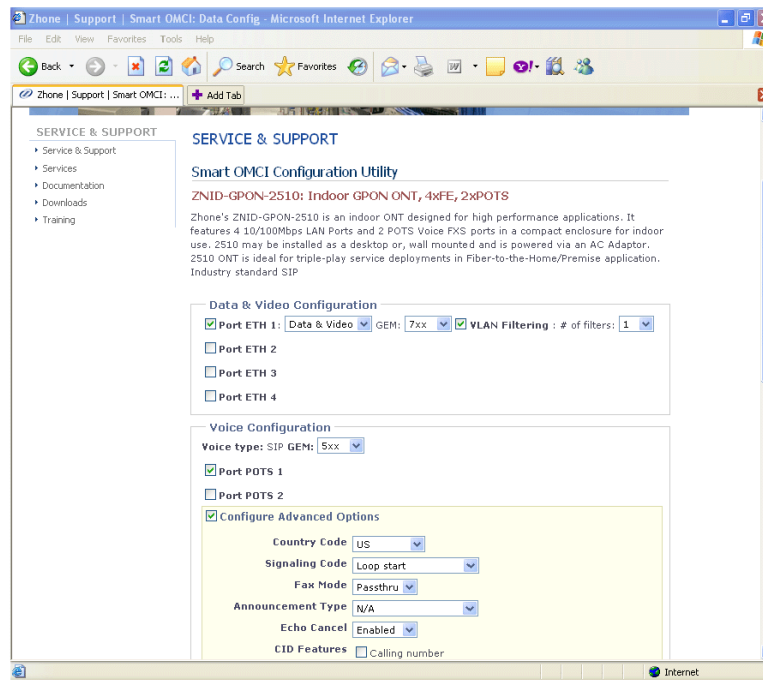 Zhone | Support | Smart OMCI: Data Config - Microsoft Internet Explorer
File Edit View Favorites Tools Help
Back Search Favorites
Zhone | Support | Smart OMCI: ... Add Tab
SERVICE & SUPPORT
Service & Support
Services
Documentation
Downloads
Training
SERVICE & SUPPORT
Smart OMCI Configuration Utility
ZNID-GPON-2510: Indoor GPON ONT, 4xFE, 2xPOTS
Zhone's ZNID-GPON-2510 is an indoor ONT designed for high performance applications. It
features 4 10/100Mbps LAN Ports and 2 POTS Voice FXS ports in a compact enclosure for indoor
use. 2510 may be installed as a desktop or, wall mounted and is powered via an AC Adaptor.
2510 ONT is ideal for triple-play service deployments in Fiber-to-the-Home/Premise application.
Industry standard SIP
Data & Video Configuration
Port ETH 1: Data & Video GEM: 7xx VLAN Filtering : # of filters: 1
Port ETH 2
Port ETH 3
Port ETH 4
Voice Configuration
Voice type: SIP GEM: 5xx
Port POTS 1
Port POTS 2
Configure Advanced Options
Country Code US
Signaling Code Loop start
Fax Mode Passthru
Announcement Type N/A
Echo Cancel Enabled
CID Features Calling number
Internet